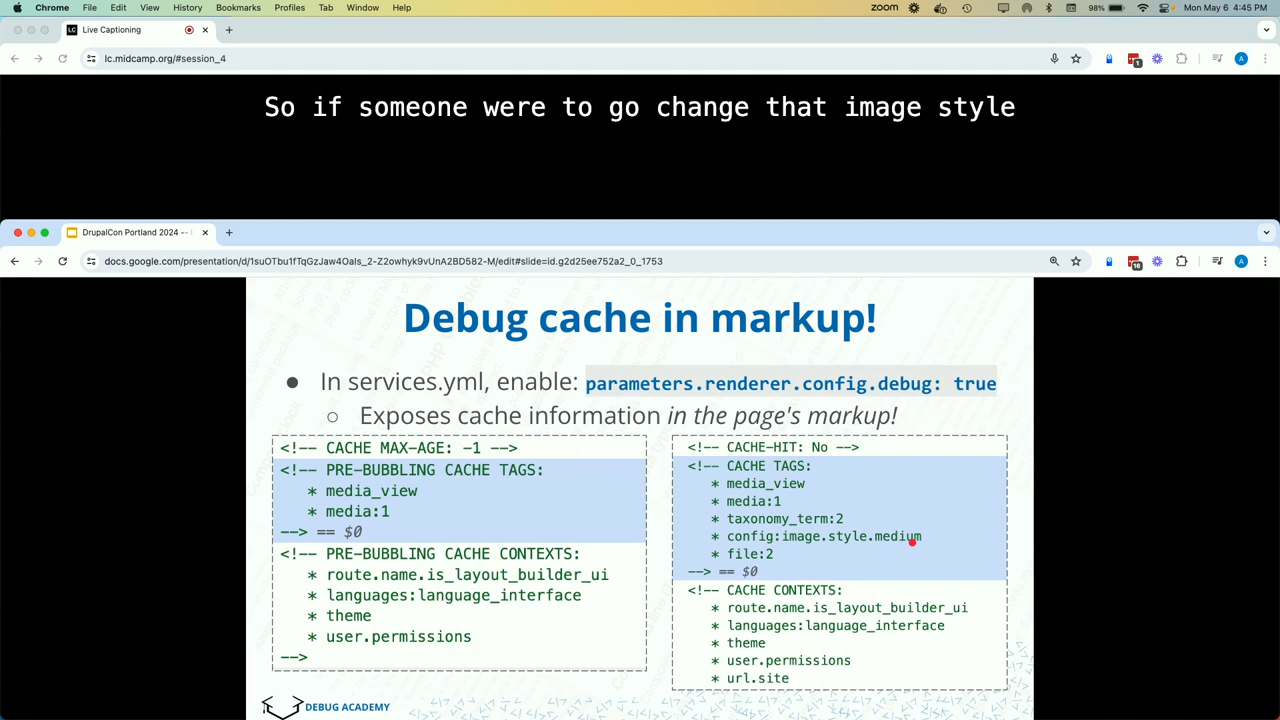 Chrome File Edit View History Bookmarks Profiles Tab Window Help zoom 98% Mon May 6 4:45 PM
LC Live Captioning
lc.midcamp.org/#session_4 1 A
So if someone were to go change that image style
DrupalCon Portland 2024 --
docs.google.com/presentation/d/1suOTbu1fTqGzJaw4Oals_2-Z2owhyk9vUnA2BD582-M/edit#slide=id.g2d25ee752a2_0_1753 16 A
Debug cache in markup!
● In services.yml, enable: parameters.renderer.config.debug: true
○ Exposes cache information in the page's markup!
<!-- CACHE MAX-AGE: -1 -->
<!-- PRE-BUBBLING CACHE TAGS:
* media_view
* media:1
--> == $0
<!-- PRE-BUBBLING CACHE CONTEXTS:
* route.name.is_layout_builder_ui
* languages:language_interface
* theme
* user.permissions
-->
<!-- CACHE-HIT: No -->
<!-- CACHE TAGS:
* media_view
* media:1
* taxonomy_term:2
* config:image.style.medium
* file:2
--> == $0
<!-- CACHE CONTEXTS:
* route.name.is_layout_builder_ui
* languages:language_interface
* theme
* user.permissions
* url.site
DEBUG ACADEMY